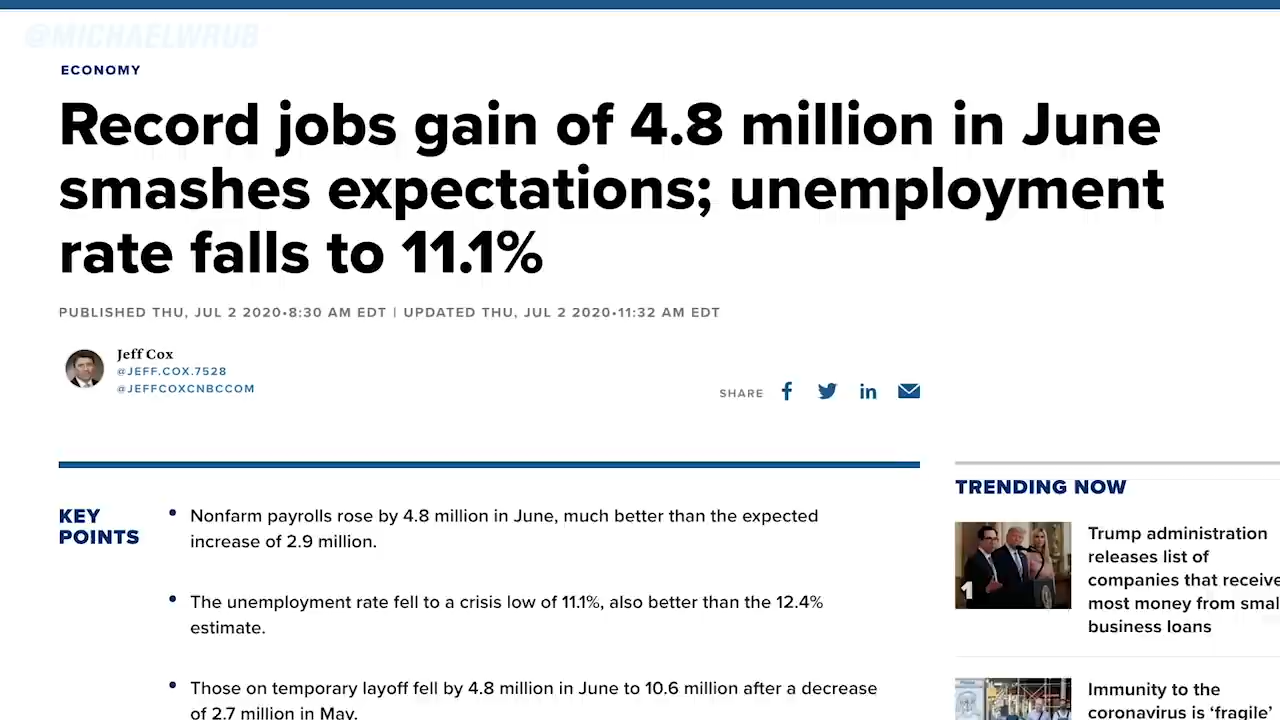 @MICHAELWRUB
ECONOMY
Record jobs gain of 4.8 million in June
smashes expectations; unemployment
rate falls to 11.1%
PUBLISHED THU, JUL 2 2020•8:30 AM EDT | UPDATED THU, JUL 2 2020•11:32 AM EDT
Jeff Cox
@JEFF.COX.7528
@JEFFCOXCNBCCOM
SHARE
KEY
POINTS
• Nonfarm payrolls rose by 4.8 million in June, much better than the expected
increase of 2.9 million.
• The unemployment rate fell to a crisis low of 11.1%, also better than the 12.4%
estimate.
• Those on temporary layoff fell by 4.8 million in June to 10.6 million after a decrease
of 2.7 million in May.
TRENDING NOW
1
Trump administration
releases list of
companies that receive
most money from smal
business loans
Immunity to the
coronavirus is ‘fragile’